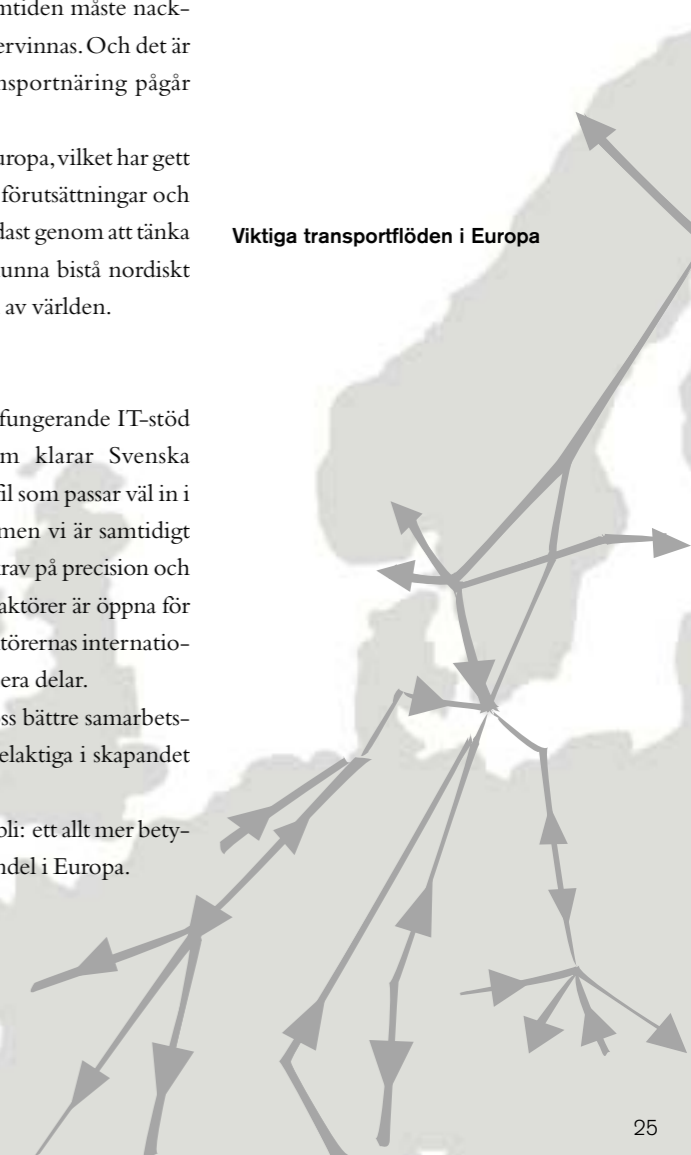 mtiden måste nack-
ervinnas. Och det är
nsportnäring pågår
uropa, vilket har gett
förutsättningar och
dast genom att tänka
unna bistå nordiskt
av världen.
Viktiga transportflöden i Europa
fungerande IT-stöd
m klarar Svenska
fil som passar väl in i
men vi är samtidigt
rav på precision och
aktörer är öppna för
törernas internatio-
era delar.
oss bättre samarbets-
elaktiga i skapandet
bli: ett allt mer bety-
ndel i Europa.
25